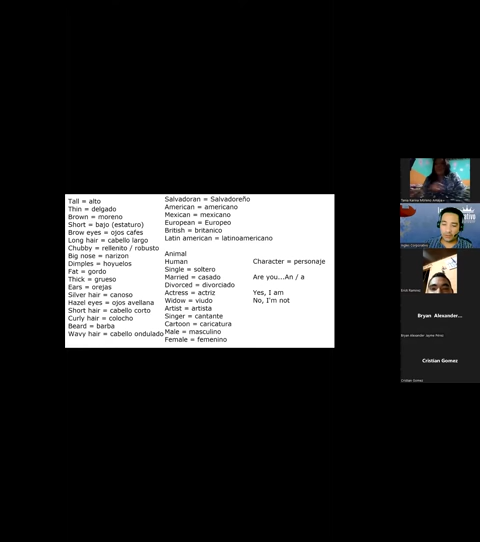 Tall = alto
Thin = delgado
Brown = moreno
Short = bajo (estaturo)
Brow eyes = ojos cafes
Long hair = cabello largo
Chubby = rellenito / robusto
Big nose = narizon
Dimples = hoyuelos
Fat = gordo
Thick = grueso
Ears = orejas
Silver hair = canoso
Hazel eyes = ojos avellana
Short hair = cabello corto
Curly hair = colocho
Beard = barba
Wavy hair = cabello ondulado
Salvadoran = Salvadoreño
American = americano
Mexican = mexicano
European = Europeo
British = britanico
Latin american = latinoamericano
Animal
Human
Single = soltero
Married = casado
Divorced = divorciado
Actress = actriz
Widow = viudo
Artist = artista
Singer = cantante
Cartoon = caricatura
Male = masculino
Female = femenino
Character = personaje
Are you...An / a
Yes, I am
No, I'm not
Bryan Alexander...
Cristian Gomez
Cristian Gomez